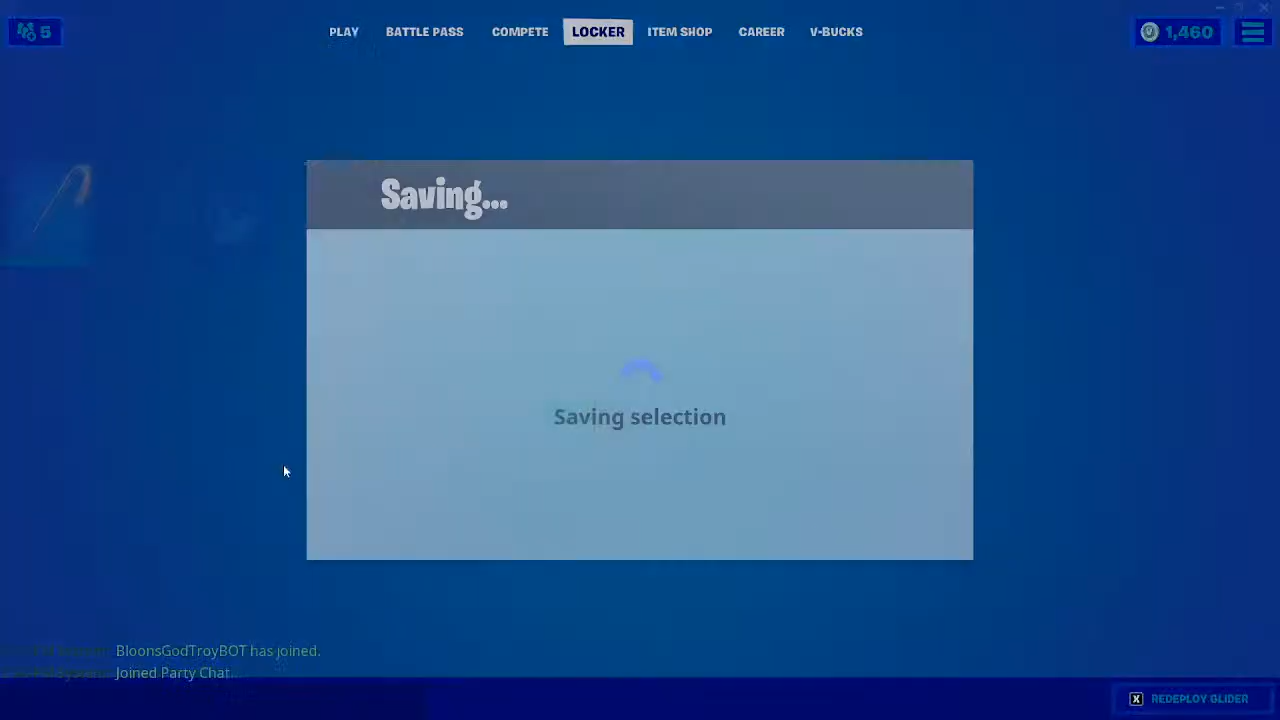 5
PLAY
BATTLE PASS
COMPETE
LOCKER
ITEM SHOP
CAREER
V-BUCKS
1,460
Saving...
Saving selection
BloonsGodTroyBOT has joined.
Joined Party Chat.
X REDEPLOY GLIDER